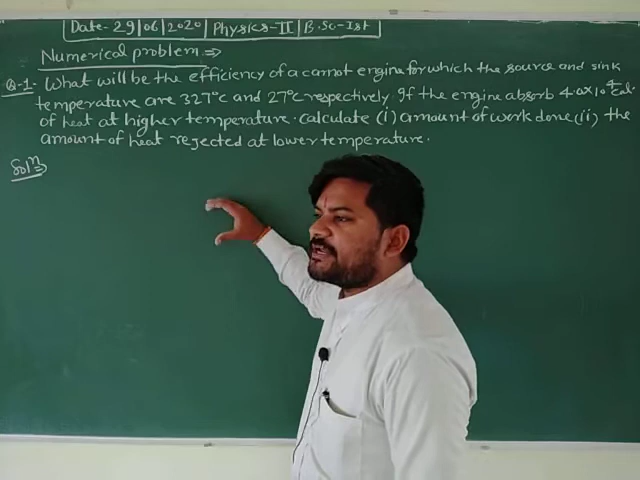 Date-29/06/2020 | Physics-II | B.Sc-Ist
Numerical problem ⇒
Q-1- What will be the efficiency of a carnot engine for which the source and sink
temperature are 327°c and 27°c respectively. If the engine absorb 4.0x10⁴ Cal.
of heat at higher temperature. calculate (i) amount of work done (ii) the
amount of heat rejected at lower temperature.
Solⁿ⇒